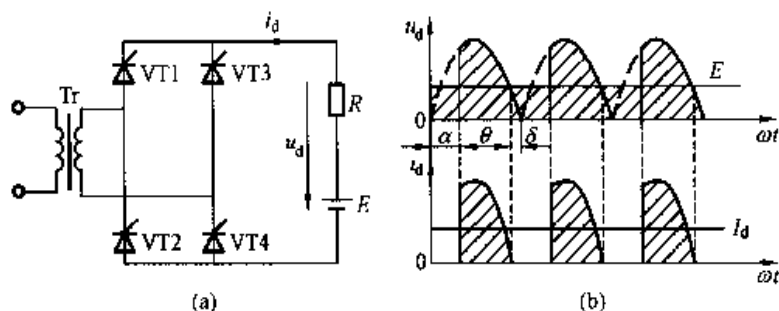 i_d
VT1
VT3
Tr
R
u_d
E
VT2
VT4
(a)
u_d
E
0
ωt
α
θ
δ
i_d
I_d
0
ωt
(b)